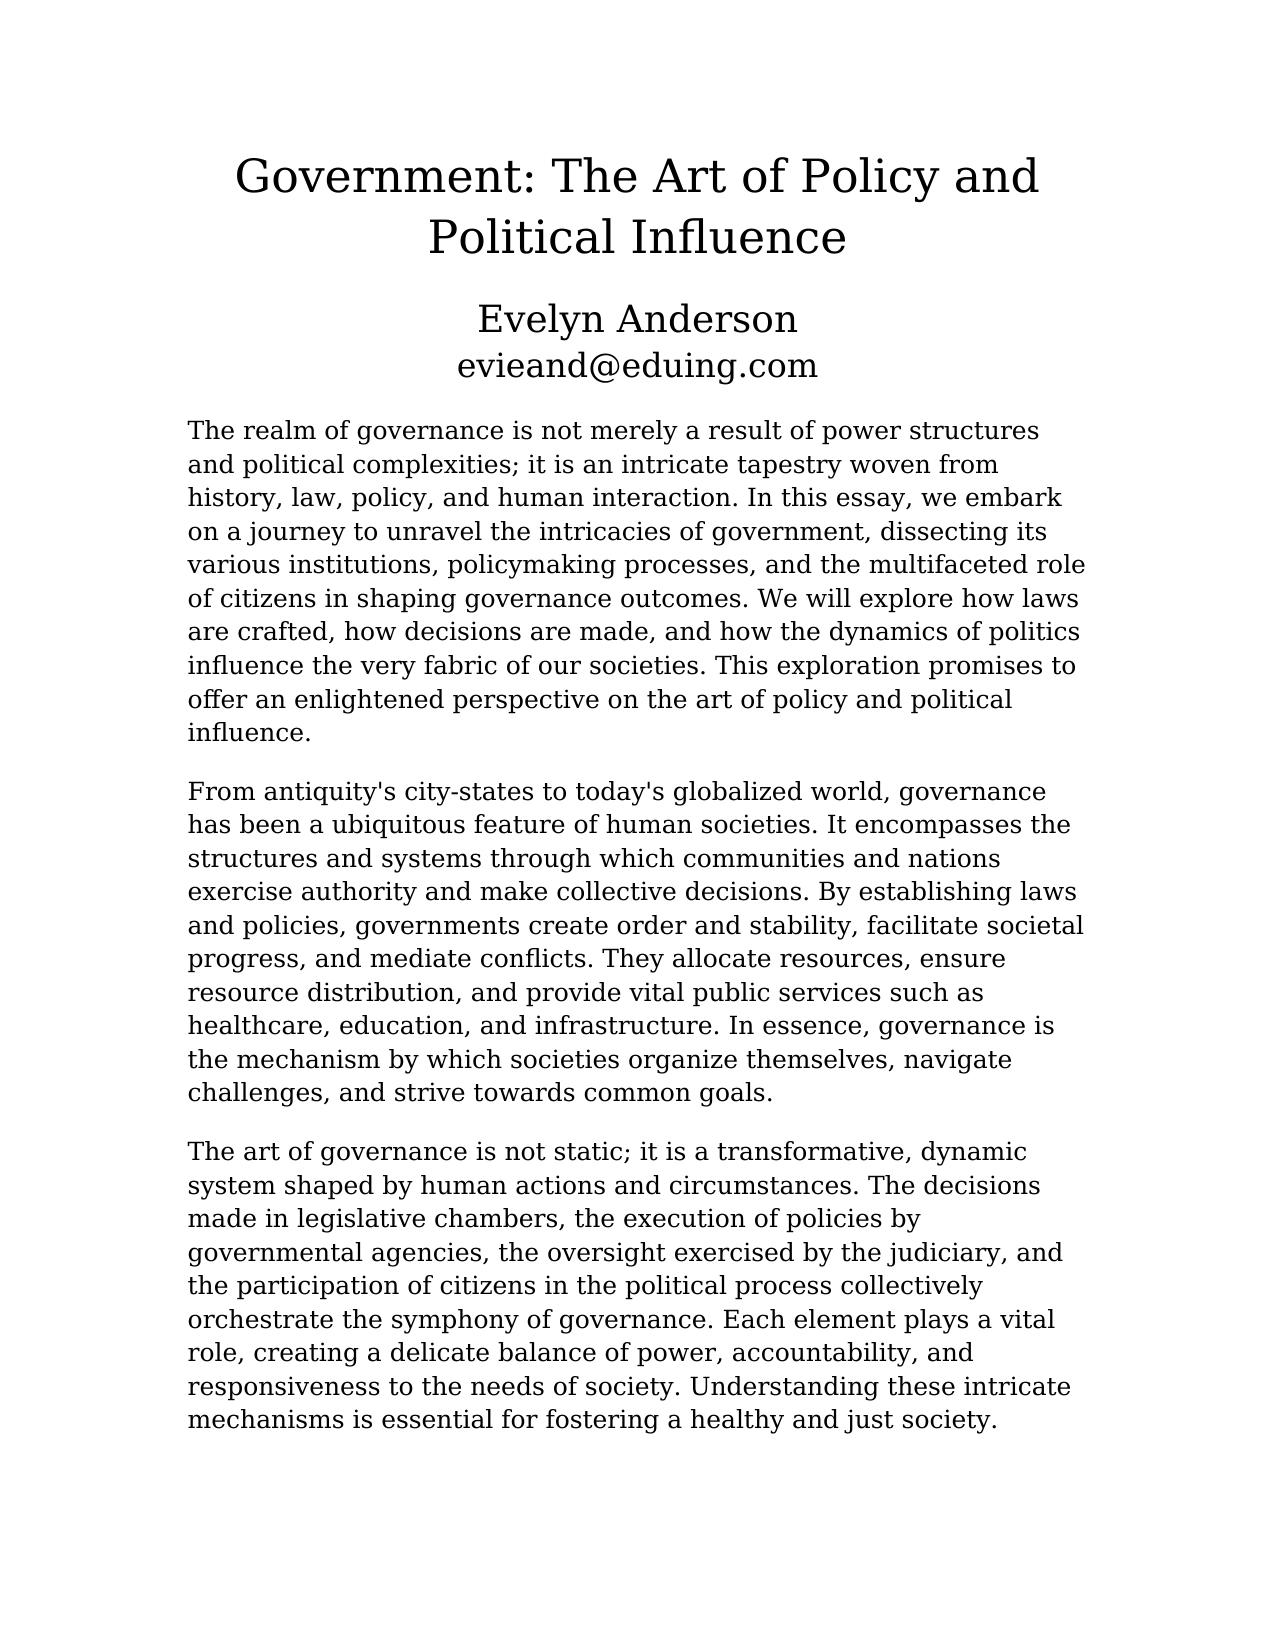 Government: The Art of Policy and
Political Influence
Evelyn Anderson
evieand@eduing.com
The realm of governance is not merely a result of power structures
and political complexities; it is an intricate tapestry woven from
history, law, policy, and human interaction. In this essay, we embark
on a journey to unravel the intricacies of government, dissecting its
various institutions, policymaking processes, and the multifaceted role
of citizens in shaping governance outcomes. We will explore how laws
are crafted, how decisions are made, and how the dynamics of politics
influence the very fabric of our societies. This exploration promises to
offer an enlightened perspective on the art of policy and political
influence.
From antiquity's city-states to today's globalized world, governance
has been a ubiquitous feature of human societies. It encompasses the
structures and systems through which communities and nations
exercise authority and make collective decisions. By establishing laws
and policies, governments create order and stability, facilitate societal
progress, and mediate conflicts. They allocate resources, ensure
resource distribution, and provide vital public services such as
healthcare, education, and infrastructure. In essence, governance is
the mechanism by which societies organize themselves, navigate
challenges, and strive towards common goals.
The art of governance is not static; it is a transformative, dynamic
system shaped by human actions and circumstances. The decisions
made in legislative chambers, the execution of policies by
governmental agencies, the oversight exercised by the judiciary, and
the participation of citizens in the political process collectively
orchestrate the symphony of governance. Each element plays a vital
role, creating a delicate balance of power, accountability, and
responsiveness to the needs of society. Understanding these intricate
mechanisms is essential for fostering a healthy and just society.